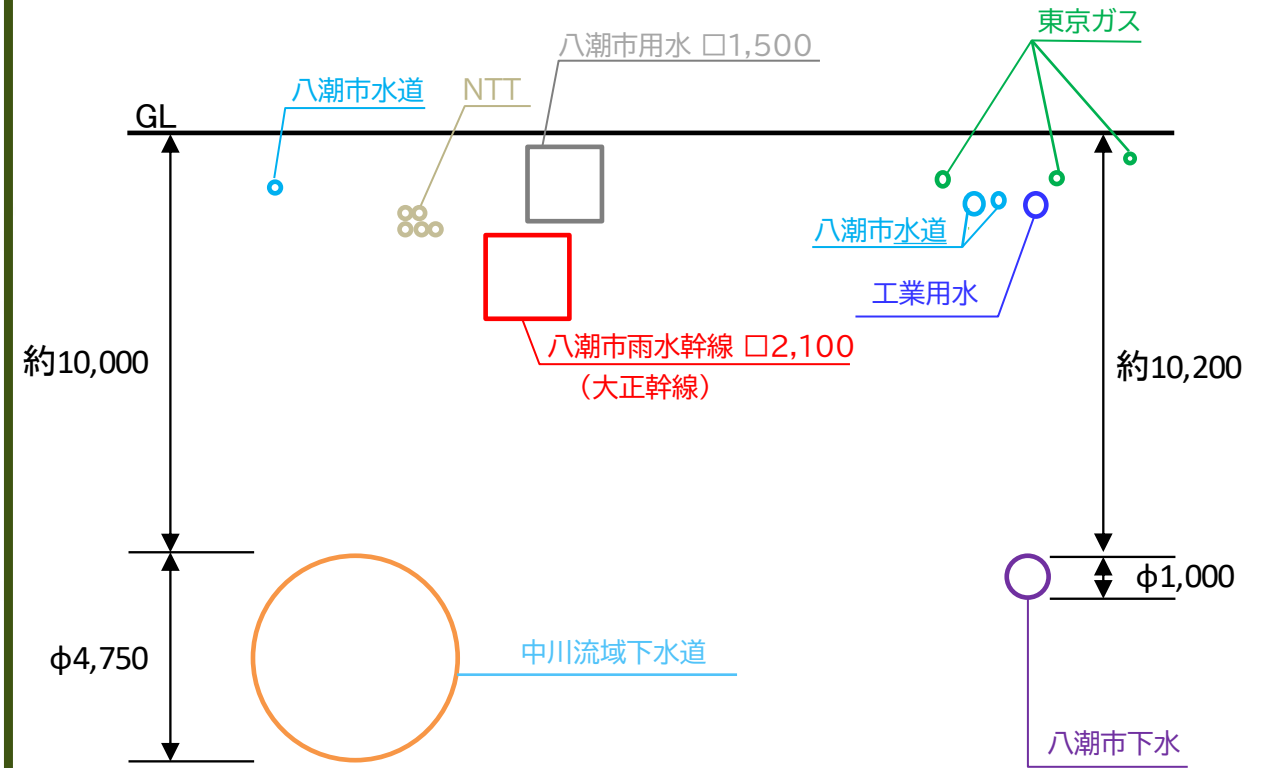 東京ガス
八潮市用水 □1,500
八潮市水道
NTT
GL
八潮市水道
工業用水
八潮市雨水幹線 □2,100
（大正幹線）
約10,000
約10,200
φ1,000
φ4,750
中川流域下水道
八潮市下水